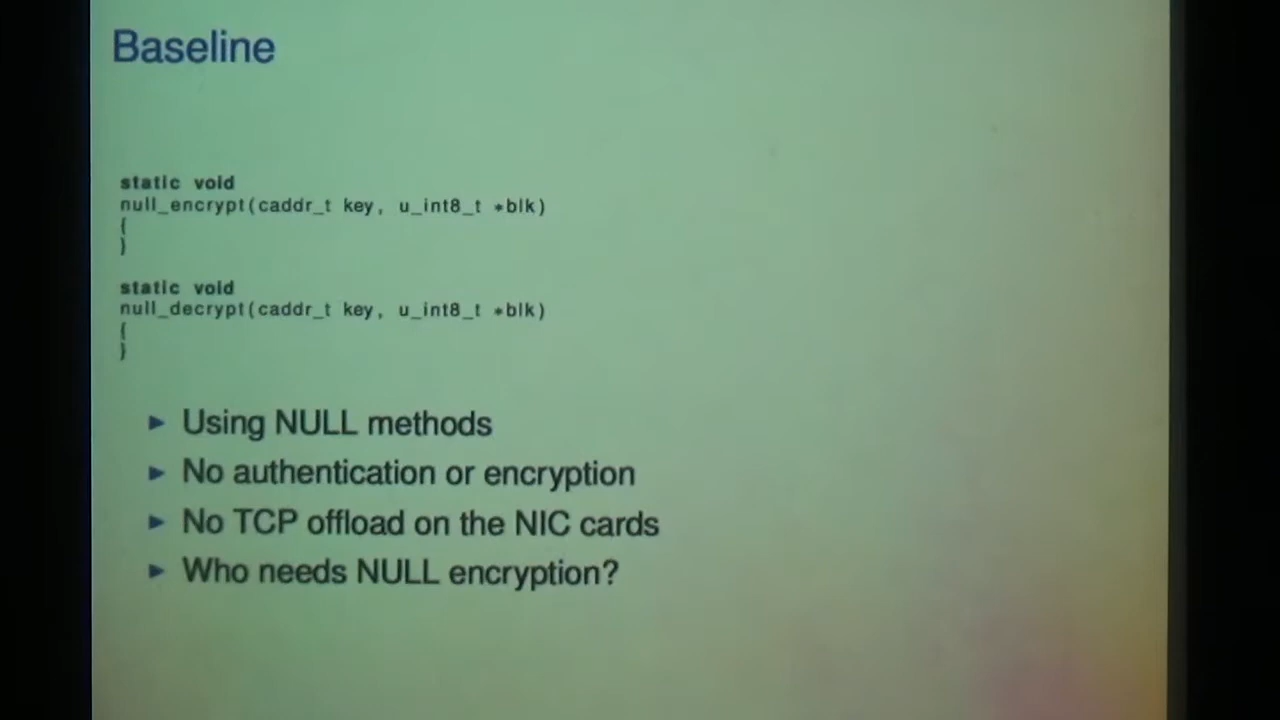 Baseline
static void
null_encrypt(caddr_t key, u_int8_t *blk)
{
}
static void
null_decrypt(caddr_t key, u_int8_t *blk)
{
}
► Using NULL methods
► No authentication or encryption
► No TCP offload on the NIC cards
► Who needs NULL encryption?